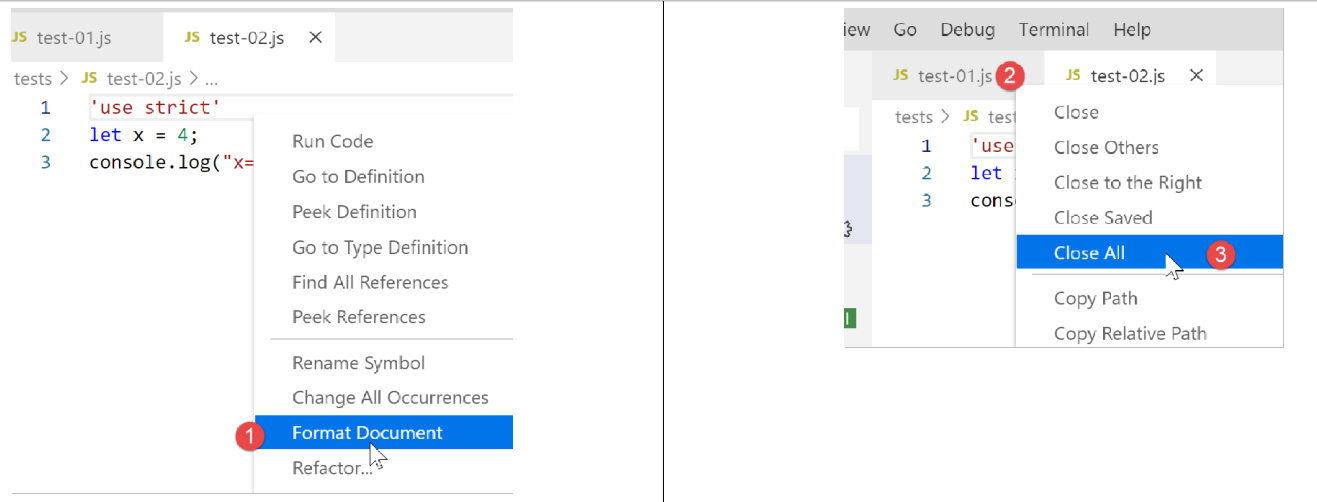 JS test-01.js JS test-02.js ×
tests > JS test-02.js > ...
1 'use strict'
2 let x = 4;
3 console.log("x=
Run Code
Go to Definition
Peek Definition
Go to Type Definition
Find All References
Peek References
Rename Symbol
Change All Occurrences
1 Format Document
Refactor...
iew Go Debug Terminal Help
JS test-01.js 2 JS test-02.js ×
tests > JS test
1 'use
2 let
3 cons
Close
Close Others
Close to the Right
Close Saved
Close All 3
Copy Path
Copy Relative Path